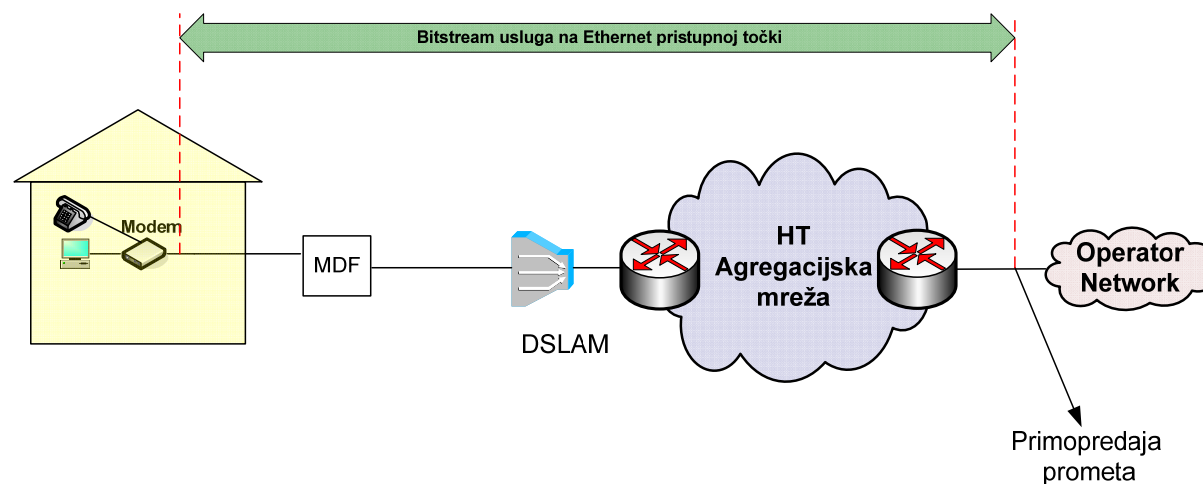 Bitstream usluga na Ethernet pristupnoj točki
Modem
MDF
DSLAM
HT
Agregacijska
mreža
Operator
Network
Primopredaja
prometa